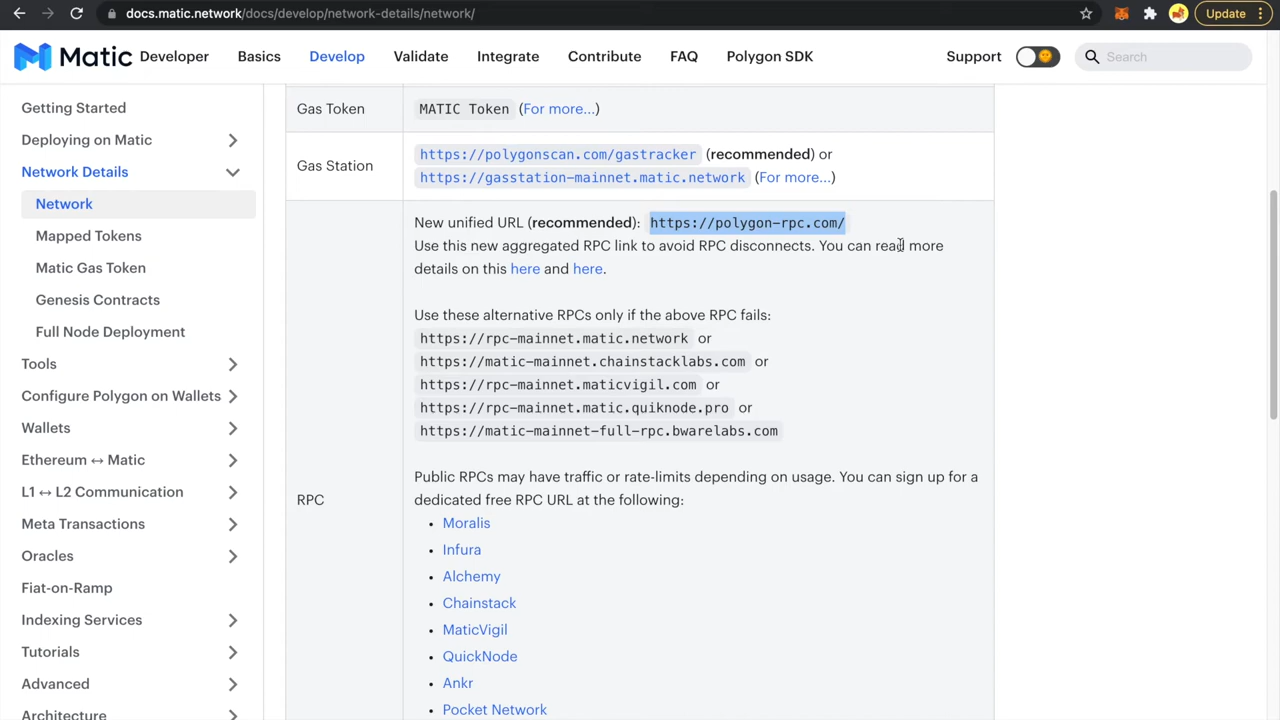 docs.matic.network/docs/develop/network-details/network/
Update
Matic Developer Basics Develop Validate Integrate Contribute FAQ Polygon SDK Support Search
Getting Started
Deploying on Matic
Network Details
Network
Mapped Tokens
Matic Gas Token
Genesis Contracts
Full Node Deployment
Tools
Configure Polygon on Wallets
Wallets
Ethereum ↔ Matic
L1 ↔ L2 Communication
Meta Transactions
Oracles
Fiat-on-Ramp
Indexing Services
Tutorials
Advanced
Architecture
Gas Token
MATIC Token (For more...)
Gas Station
https://polygonscan.com/gastracker (recommended) or
https://gasstation-mainnet.matic.network (For more...)
RPC
New unified URL (recommended): https://polygon-rpc.com/
Use this new aggregated RPC link to avoid RPC disconnects. You can read more
details on this here and here.
Use these alternative RPCs only if the above RPC fails:
https://rpc-mainnet.matic.network or
https://matic-mainnet.chainstacklabs.com or
https://rpc-mainnet.maticvigil.com or
https://rpc-mainnet.matic.quiknode.pro or
https://matic-mainnet-full-rpc.bwarelabs.com
Public RPCs may have traffic or rate-limits depending on usage. You can sign up for a
dedicated free RPC URL at the following:
• Moralis
• Infura
• Alchemy
• Chainstack
• MaticVigil
• QuickNode
• Ankr
• Pocket Network